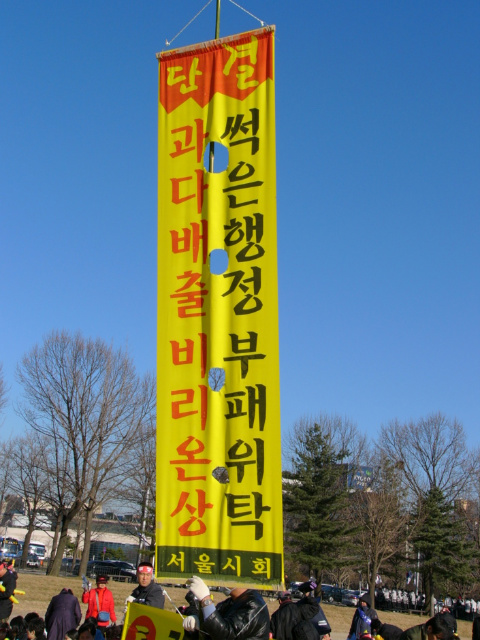 단결
썩은행정 부패위탁
과다배출 비리온상
서울시회